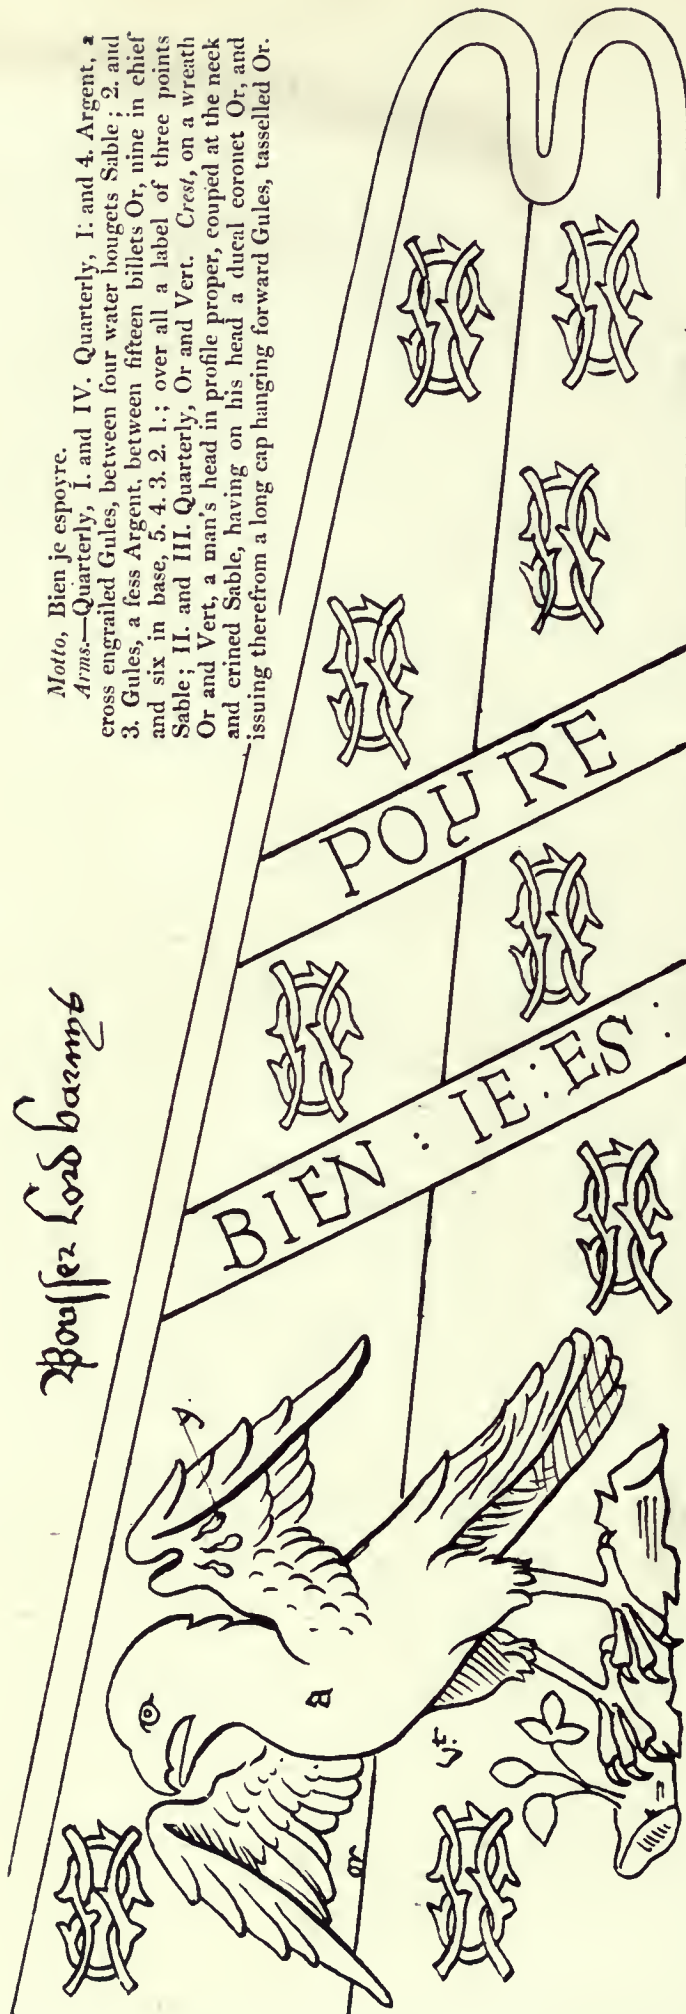 Motto, Bien je espoyre.
Arms.—Quarterly, I. and IV. Quarterly, I: and 4. Argent, a
cross engrailed Gules, between four water bougets Sable; 2. and
3. Gules, a fess Argent, between fifteen billets Or, nine in chief
and six in base, 5. 4. 3. 2. 1.; over all a label of three points
Sable; II. and III. Quarterly, Or and Vert. Crest, on a wreath
Or and Vert, a man's head in profile proper, couped at the neck
and crined Sable, having on his head a ducal coronet Or, and
issuing therefrom a long cap hanging forward Gules, tasselled Or.
Bousser Lord barnys
BIEN : IE : ES :
POURE
g.
a